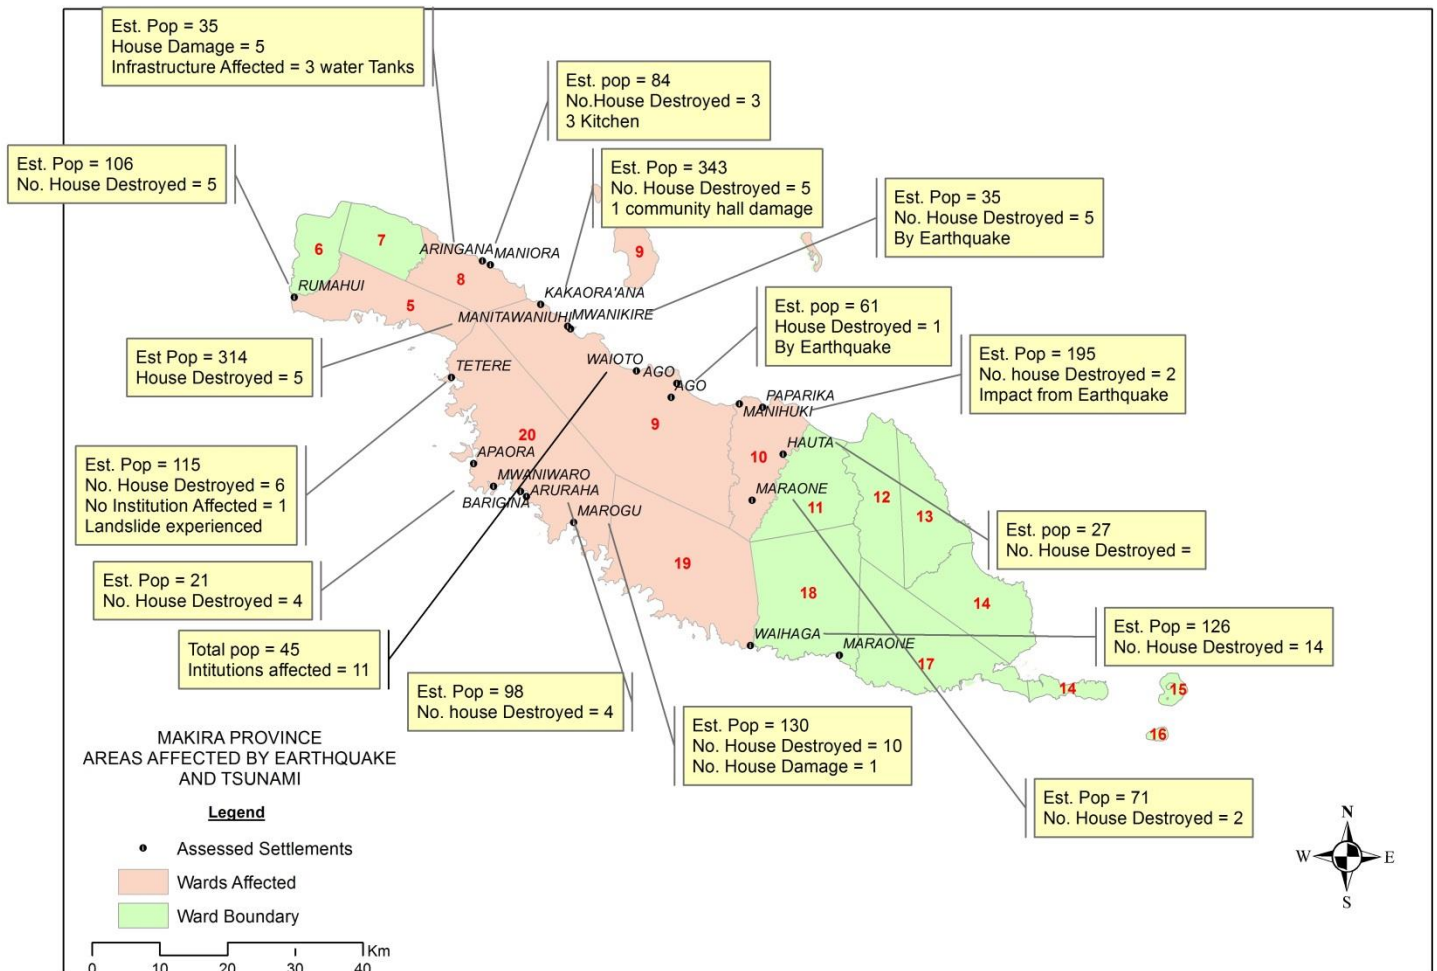 Est. Pop = 35
House Damage = 5
Infrastructure Affected = 3 water Tanks
Est. pop = 84
No.House Destroyed = 3
3 Kitchen
Est. Pop = 106
No. House Destroyed = 5
Est. Pop = 343
No. House Destroyed = 5
1 community hall damage
Est. Pop = 35
No. House Destroyed = 5
By Earthquake
6
7
ARINGANA
MANIORA
9
8
RUMAHUI
5
KAKAORA'ANA
MANITAWANIUHI
MWANIKIRE
Est. pop = 61
House Destroyed = 1
By Earthquake
Est Pop = 314
House Destroyed = 5
TETERE
WAIOTO
AGO
AGO
Est. Pop = 195
No. house Destroyed = 2
Impact from Earthquake
PAPARIKA
MANIHUKI
9
20
10
HAUTA
Est. Pop = 115
No. House Destroyed = 6
No Institution Affected = 1
Landslide experienced
APAORA
MWANIWARO
ARURAHA
BARIGINA
MAROGU
MARAONE
11
12
13
Est. pop = 27
No. House Destroyed =
Est. Pop = 21
No. House Destroyed = 4
19
18
14
Total pop = 45
Intitutions affected = 11
WAIHAGA
MARAONE
17
Est. Pop = 126
No. House Destroyed = 14
14
15
16
Est. Pop = 98
No. house Destroyed = 4
Est. Pop = 130
No. House Destroyed = 10
No. House Damage = 1
Est. Pop = 71
No. House Destroyed = 2
MAKIRA PROVINCE
AREAS AFFECTED BY EARTHQUAKE
AND TSUNAMI
Legend
Assessed Settlements
Wards Affected
Ward Boundary
Km
0 10 20 30 40
N
W E
S